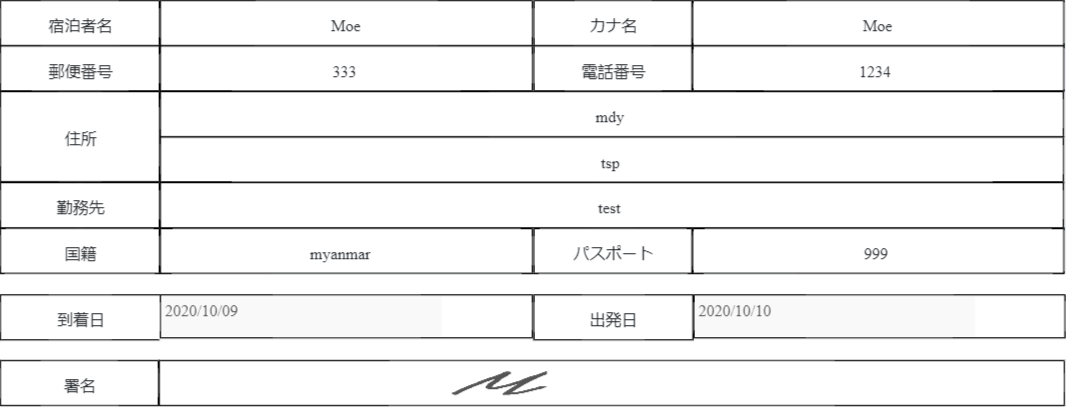 宿泊者名 Moe カナ名 Moe
郵便番号 333 電話番号 1234
住所 mdy
tsp
勤務先 test
国籍 myanmar パスポート 999
到着日 2020/10/09 出発日 2020/10/10
署名